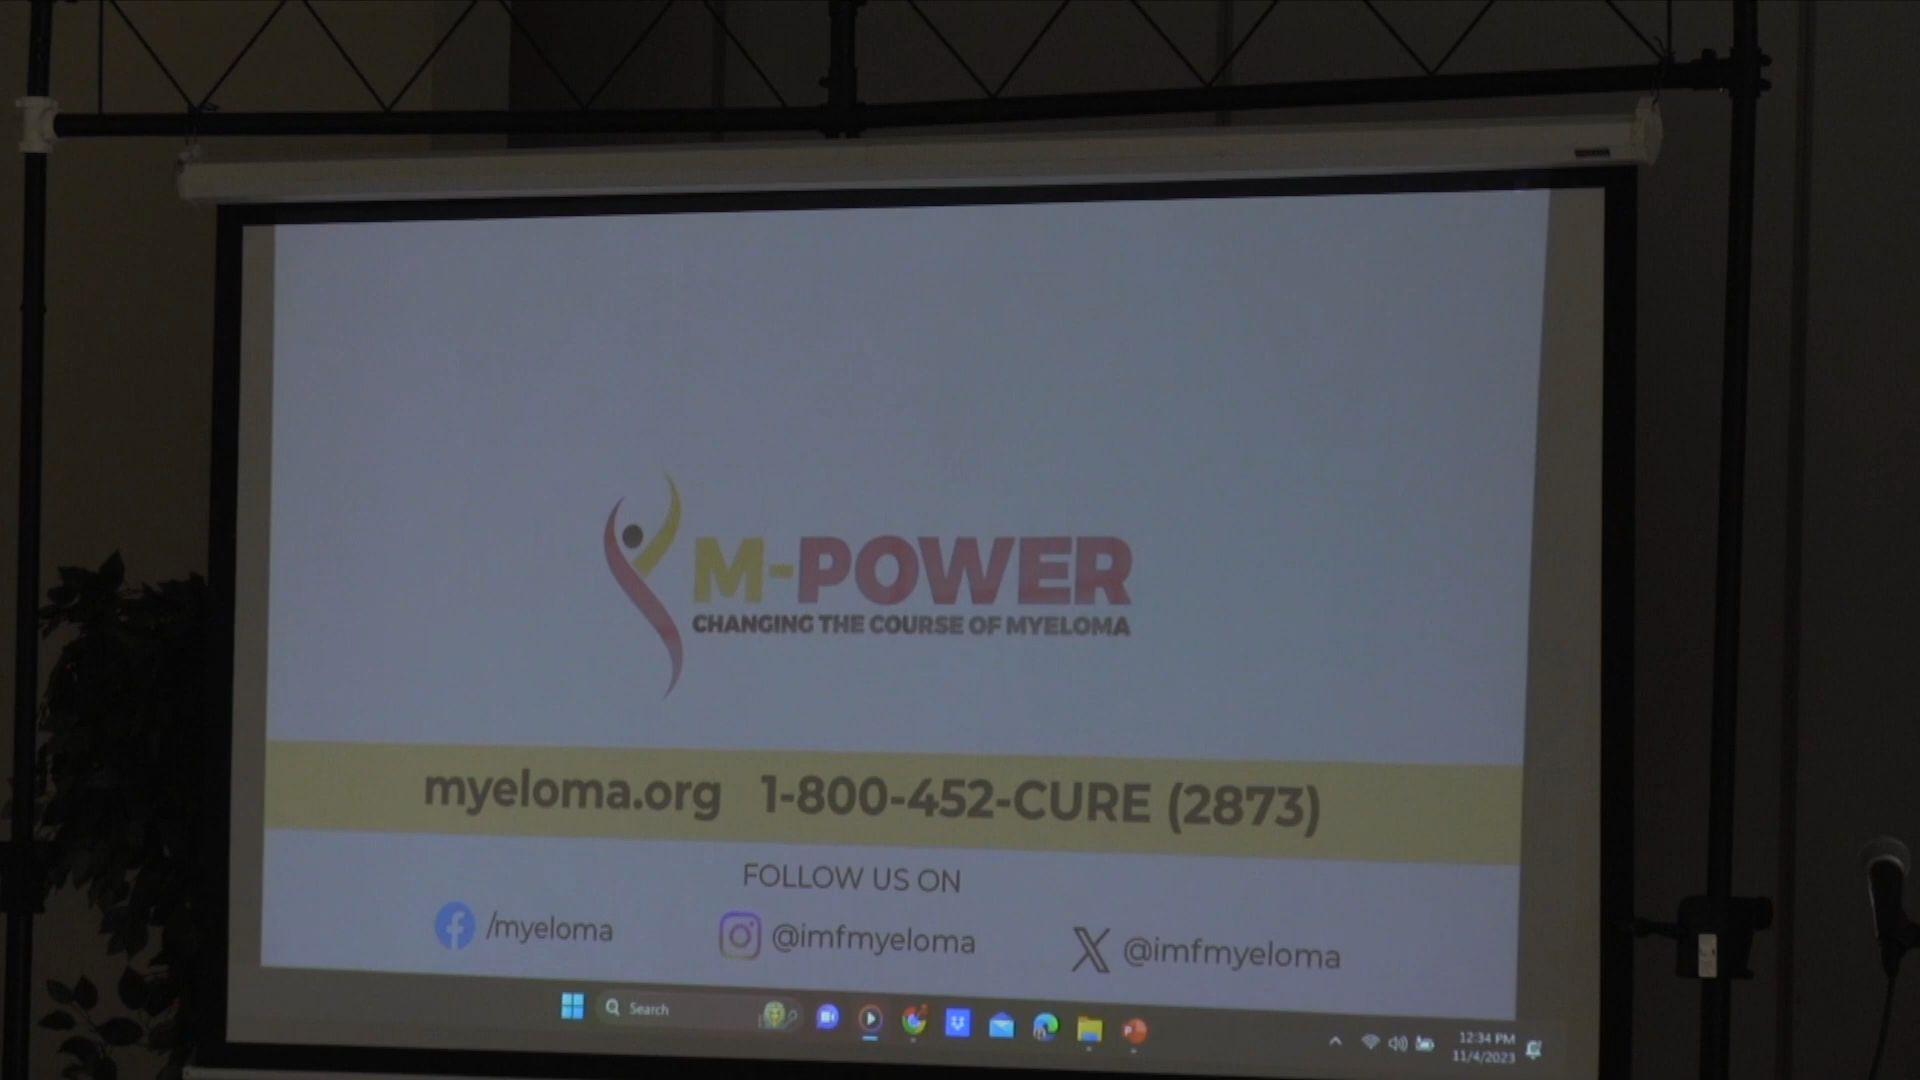 M-POWER
CHANGING THE COURSE OF MYELOMA
myeloma.org 1-800-452-CURE (2873)
FOLLOW US ON
/myeloma @imfmyeloma @imfmyeloma
Search
12:34 PM
11/4/2023